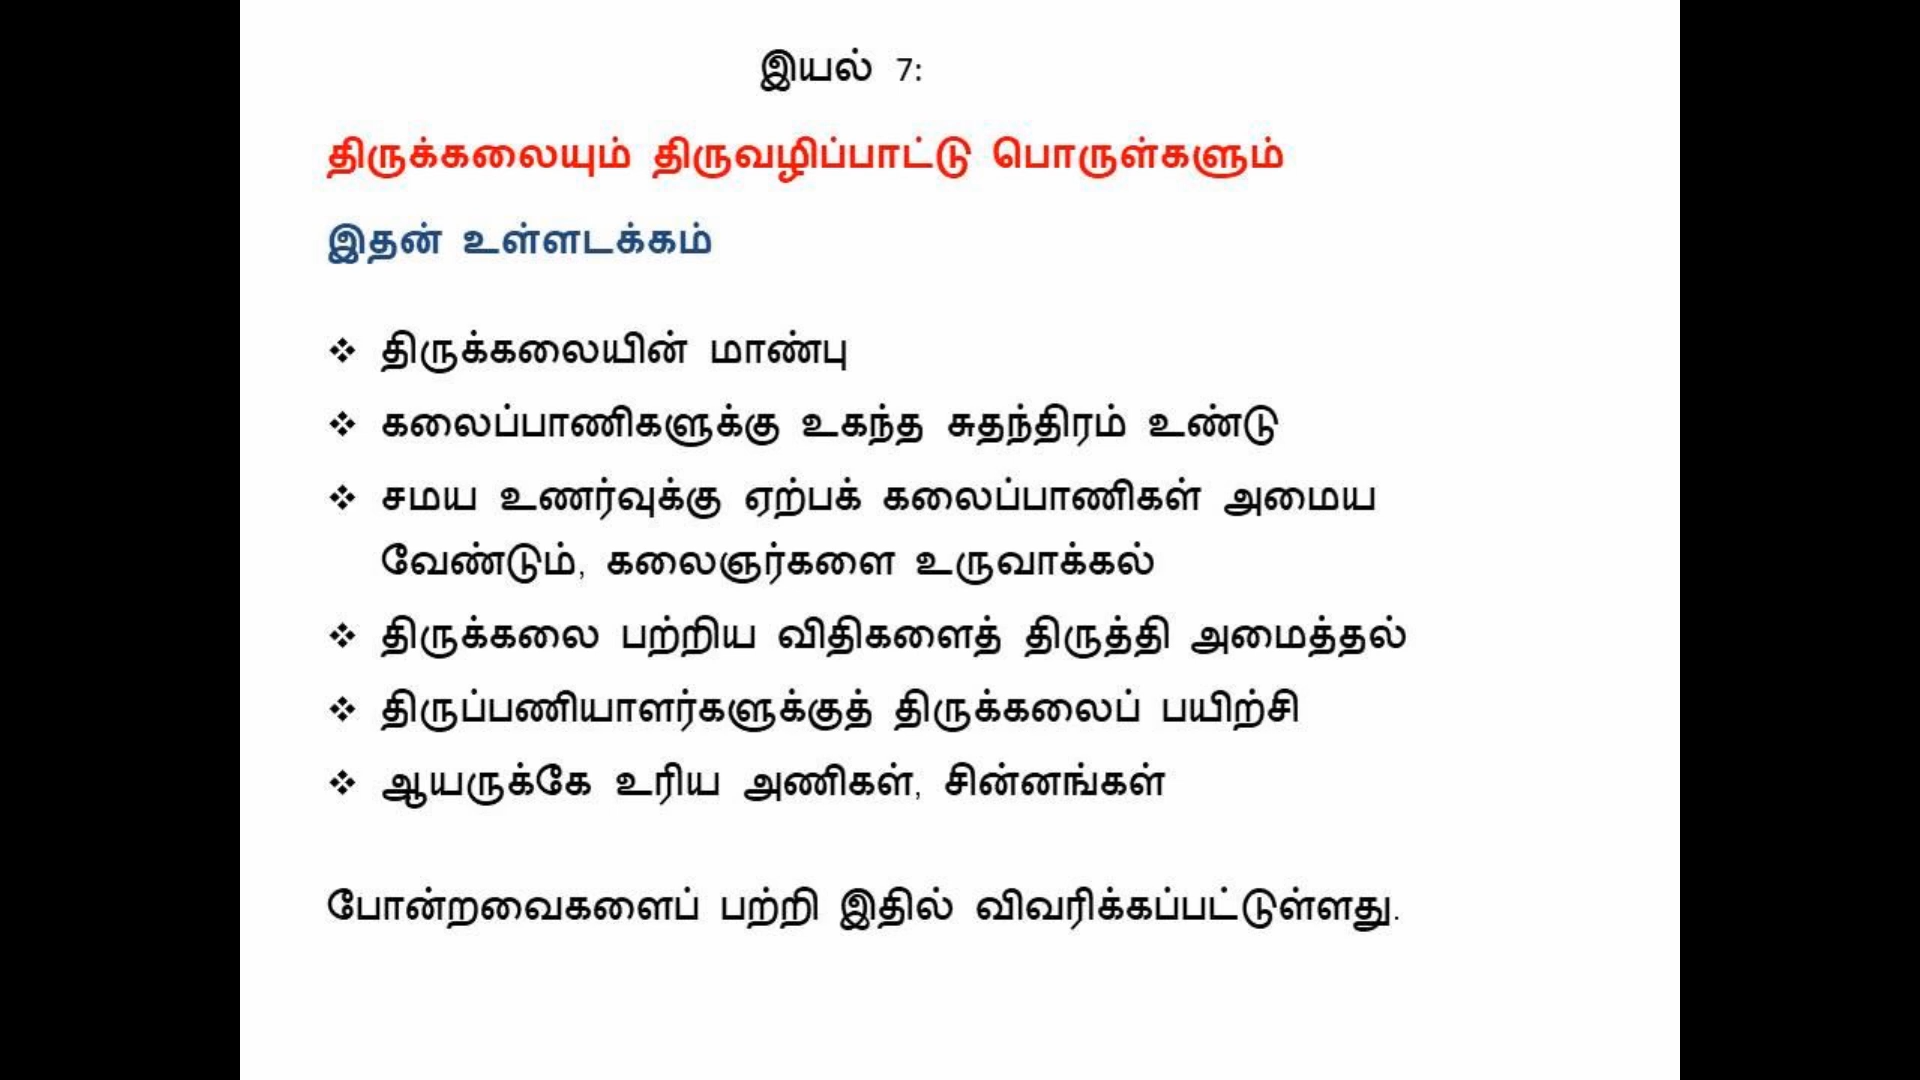 இயல் 7:
திருக்கலையும் திருவழிப்பாட்டு பொருள்களும்
இதன் உள்ளடக்கம்
❖ திருக்கலையின் மாண்பு
❖ கலைப்பாணிகளுக்கு உகந்த சுதந்திரம் உண்டு
❖ சமய உணர்வுக்கு ஏற்பக் கலைப்பாணிகள் அமைய
வேண்டும், கலைஞர்களை உருவாக்கல்
❖ திருக்கலை பற்றிய விதிகளைத் திருத்தி அமைத்தல்
❖ திருப்பணியாளர்களுக்குத் திருக்கலைப் பயிற்சி
❖ ஆயருக்கே உரிய அணிகள், சின்னங்கள்
போன்றவைகளைப் பற்றி இதில் விவரிக்கப்பட்டுள்ளது.